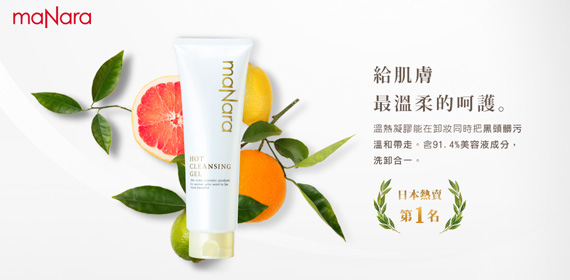 maNara
maNara
HOT
CLEANSING
GEL
給肌膚
最溫柔的呵護。
溫熱凝膠能在卸妝同時把黑頭髒污
溫和帶走。含91.4%美容液成分，
洗卸合一。
日本熱賣
第1名